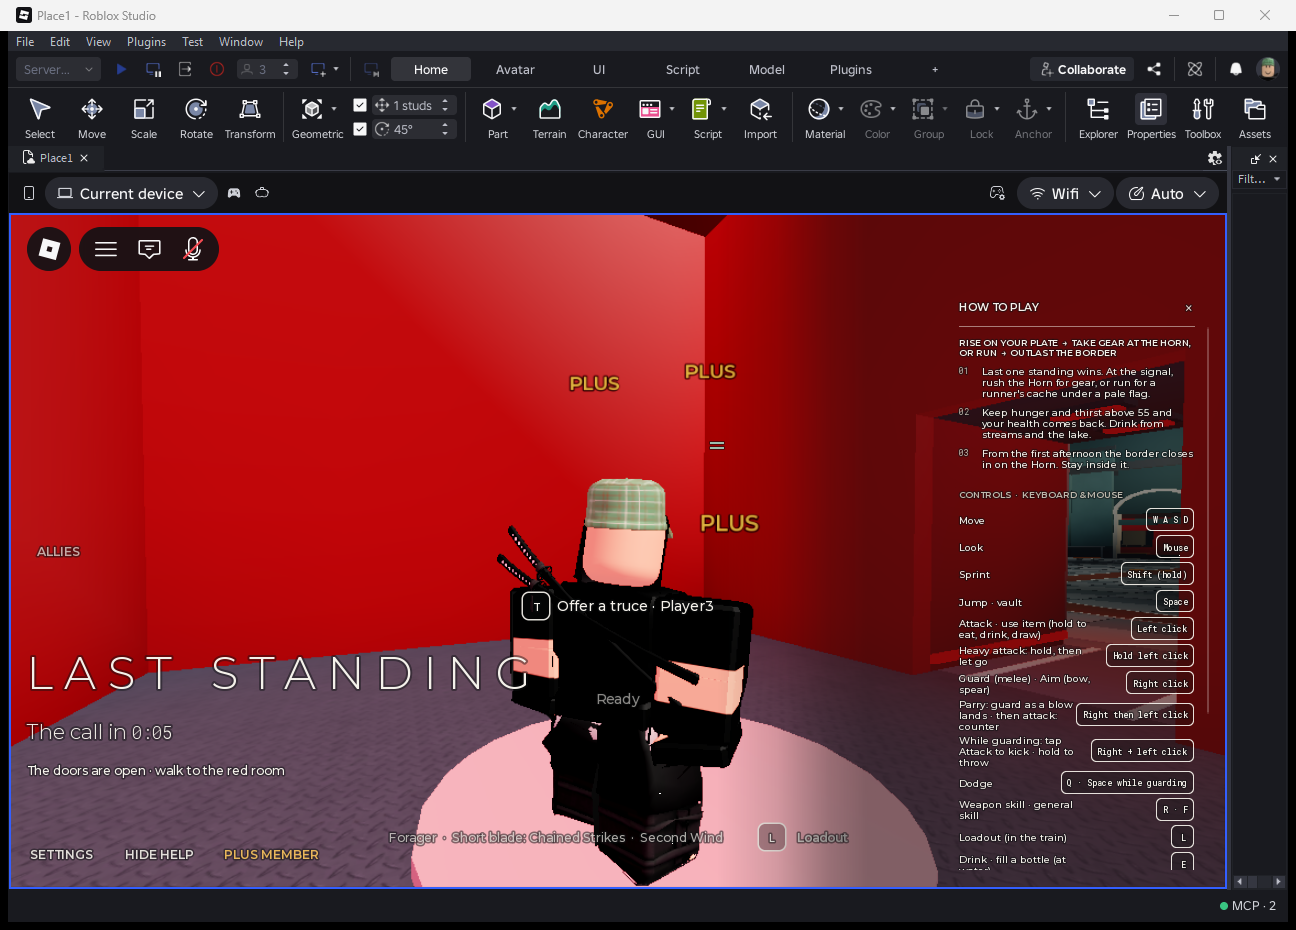 Place1 - Roblox Studio
File Edit View Plugins Test Window Help
Server... 3 Home Avatar UI Script Model Plugins + Collaborate
1 studs
45°
Select Move Scale Rotate Transform Geometric Part Terrain Character GUI Script Import Material Color Group Lock Anchor Explorer Properties Toolbox Assets
Place1
Filt...
Current device Wifi Auto
HOW TO PLAY ×
RISE ON YOUR PLATE → TAKE GEAR AT THE HORN,
OR RUN → OUTLAST THE BORDER
01 Last one standing wins. At the signal,
rush the Horn for gear, or run for a
runner's cache under a pale flag.
02 Keep hunger and thirst above 55 and
your health comes back. Drink from
streams and the lake.
03 From the first afternoon the border closes
in on the Horn. Stay inside it.
CONTROLS · KEYBOARD & MOUSE
Move W A S D
Look Mouse
Sprint Shift (hold)
Jump · vault Space
Attack · use item (hold to
eat, drink, draw) Left click
Heavy attack: hold, then
let go Hold left click
Guard (melee) · Aim (bow,
spear) Right click
Parry: guard as a blow
lands · then attack:
counter Right then left click
While guarding: tap
Attack to kick · hold to
throw Right + left click
Dodge Q · Space while guarding
Weapon skill · general
skill R · F
Loadout (in the train) L
Drink · fill a bottle (at
water) E
PLUS
PLUS
PLUS
ALLIES
T Offer a truce · Player3
LAST STANDING
Ready
The call in 0:05
The doors are open · walk to the red room
Forager · Short blade: Chained Strikes · Second Wind L Loadout
SETTINGS HIDE HELP PLUS MEMBER
MCP · 2